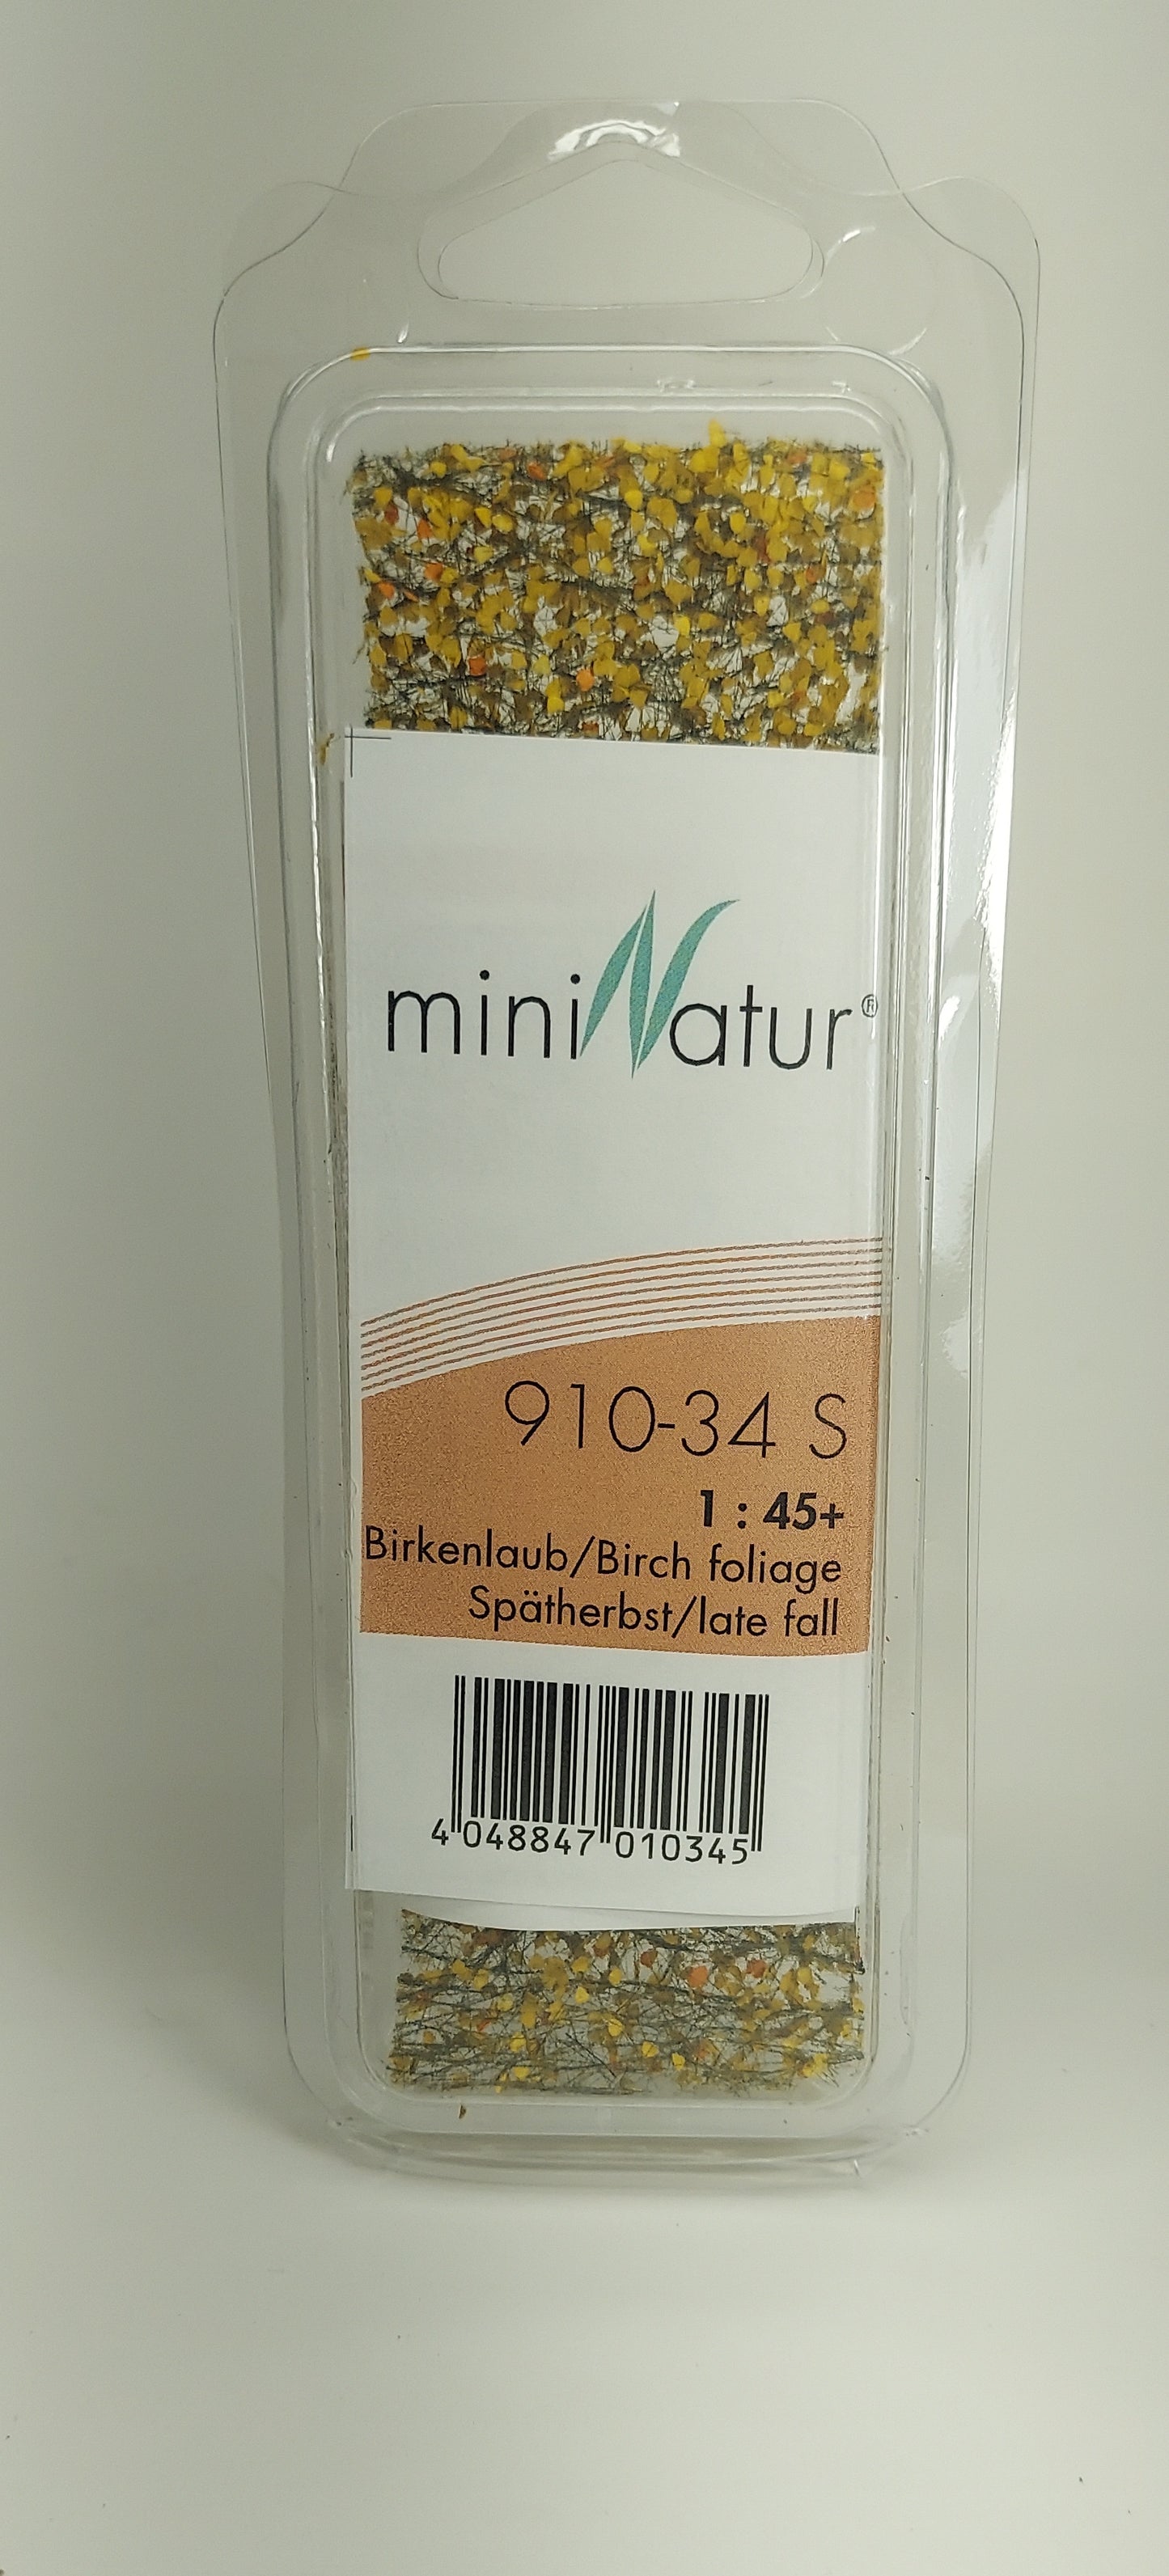 miniNatur®
910-34 S
1 : 45+
Birkenlaub/Birch foliage
Spätherbst/late fall
4 048847 010345